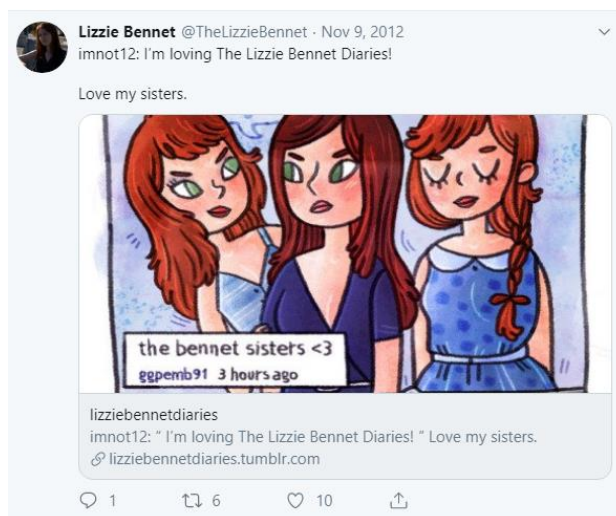 Lizzie Bennet @TheLizzieBennet · Nov 9, 2012
imnot12: I'm loving The Lizzie Bennet Diaries!
Love my sisters.
the bennet sisters <3
ggpemb91 3 hours ago
lizziebennetdiaries
imnot12: " I'm loving The Lizzie Bennet Diaries! " Love my sisters.
lizziebennetdiaries.tumblr.com
1 6 10